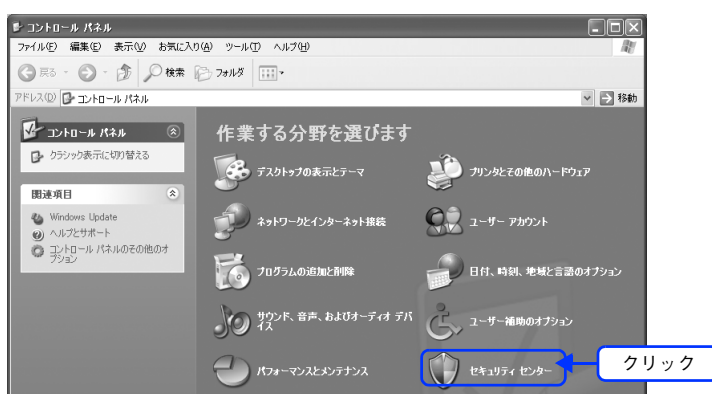 コントロール パネル
ファイル(F) 編集(E) 表示(V) お気に入り(A) ツール(T) ヘルプ(H)
戻る 検索 フォルダ
アドレス(D) コントロール パネル 移動
コントロール パネル
クラシック表示に切り替える
関連項目
Windows Update
ヘルプとサポート
コントロール パネルのその他のオ
プション
作業する分野を選びます
デスクトップの表示とテーマ
プリンタとその他のハードウェア
ネットワークとインターネット接続
ユーザー アカウント
プログラムの追加と削除
日付、時刻、地域と言語のオプション
サウンド、音声、およびオーディオ デバ
イス
ユーザー補助のオプション
パフォーマンスとメンテナンス
セキュリティ センター
クリック